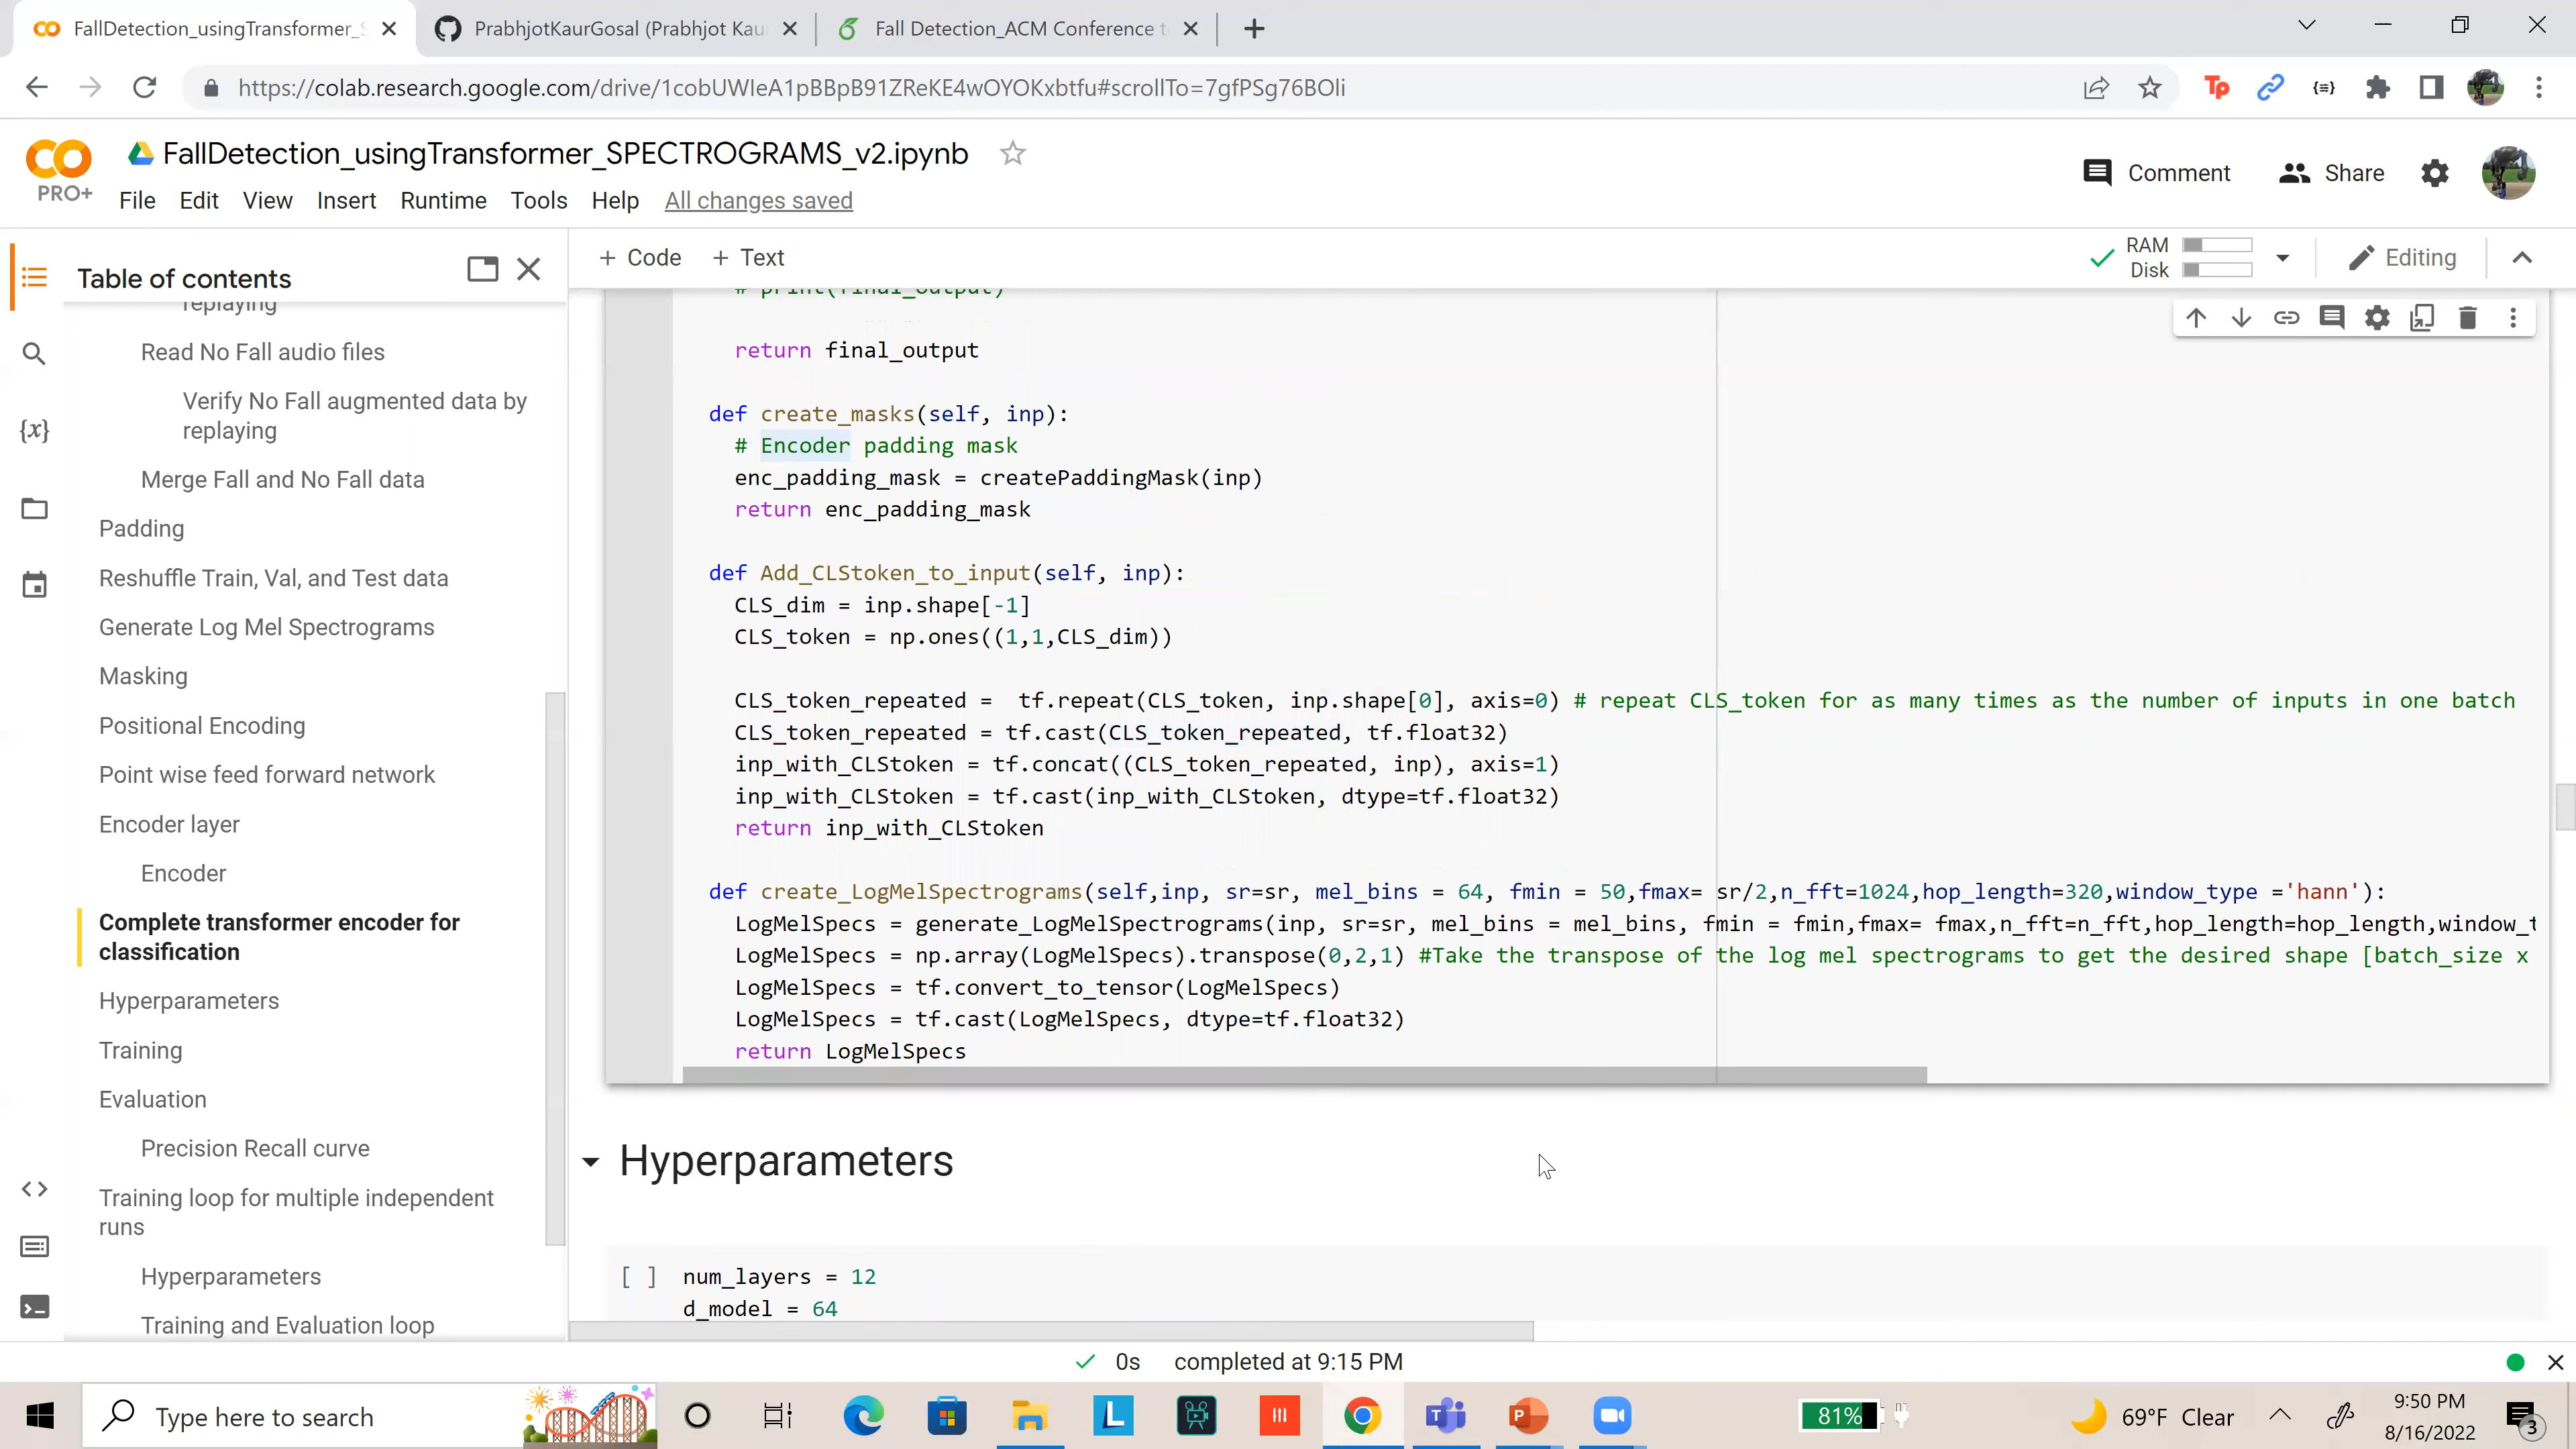 FallDetection_usingTransformer_S
PrabhjotKaurGosal (Prabhjot Kau
Fall Detection_ACM Conference t
https://colab.research.google.com/drive/1cobUWIeA1pBBpB91ZReKE4wOYOKxbtfu#scrollTo=7gfPSg76BOli
Tp
FallDetection_usingTransformer_SPECTROGRAMS_v2.ipynb
PRO+
File Edit View Insert Runtime Tools Help All changes saved
Comment
Share
Table of contents
replaying
Read No Fall audio files
Verify No Fall augmented data by
replaying
Merge Fall and No Fall data
Padding
Reshuffle Train, Val, and Test data
Generate Log Mel Spectrograms
Masking
Positional Encoding
Point wise feed forward network
Encoder layer
Encoder
Complete transformer encoder for
classification
Hyperparameters
Training
Evaluation
Precision Recall curve
Training loop for multiple independent
runs
Hyperparameters
Training and Evaluation loop
+ Code + Text
RAM
Disk
Editing
# print(final_output)
return final_output
def create_masks(self, inp):
# Encoder padding mask
enc_padding_mask = createPaddingMask(inp)
return enc_padding_mask
def Add_CLStoken_to_input(self, inp):
CLS_dim = inp.shape[-1]
CLS_token = np.ones((1,1,CLS_dim))
CLS_token_repeated =  tf.repeat(CLS_token, inp.shape[0], axis=0) # repeat CLS_token for as many times as the number of inputs in one batch
CLS_token_repeated = tf.cast(CLS_token_repeated, tf.float32)
inp_with_CLStoken = tf.concat((CLS_token_repeated, inp), axis=1)
inp_with_CLStoken = tf.cast(inp_with_CLStoken, dtype=tf.float32)
return inp_with_CLStoken
def create_LogMelSpectrograms(self,inp, sr=sr, mel_bins = 64, fmin = 50,fmax= sr/2,n_fft=1024,hop_length=320,window_type ='hann'):
LogMelSpecs = generate_LogMelSpectrograms(inp, sr=sr, mel_bins = mel_bins, fmin = fmin,fmax= fmax,n_fft=n_fft,hop_length=hop_length,window_t
LogMelSpecs = np.array(LogMelSpecs).transpose(0,2,1) #Take the transpose of the log mel spectrograms to get the desired shape [batch_size x
LogMelSpecs = tf.convert_to_tensor(LogMelSpecs)
LogMelSpecs = tf.cast(LogMelSpecs, dtype=tf.float32)
return LogMelSpecs
Hyperparameters
[ ] num_layers = 12
d_model = 64
0s completed at 9:15 PM
Type here to search
81%
69°F Clear
9:50 PM
8/16/2022
3